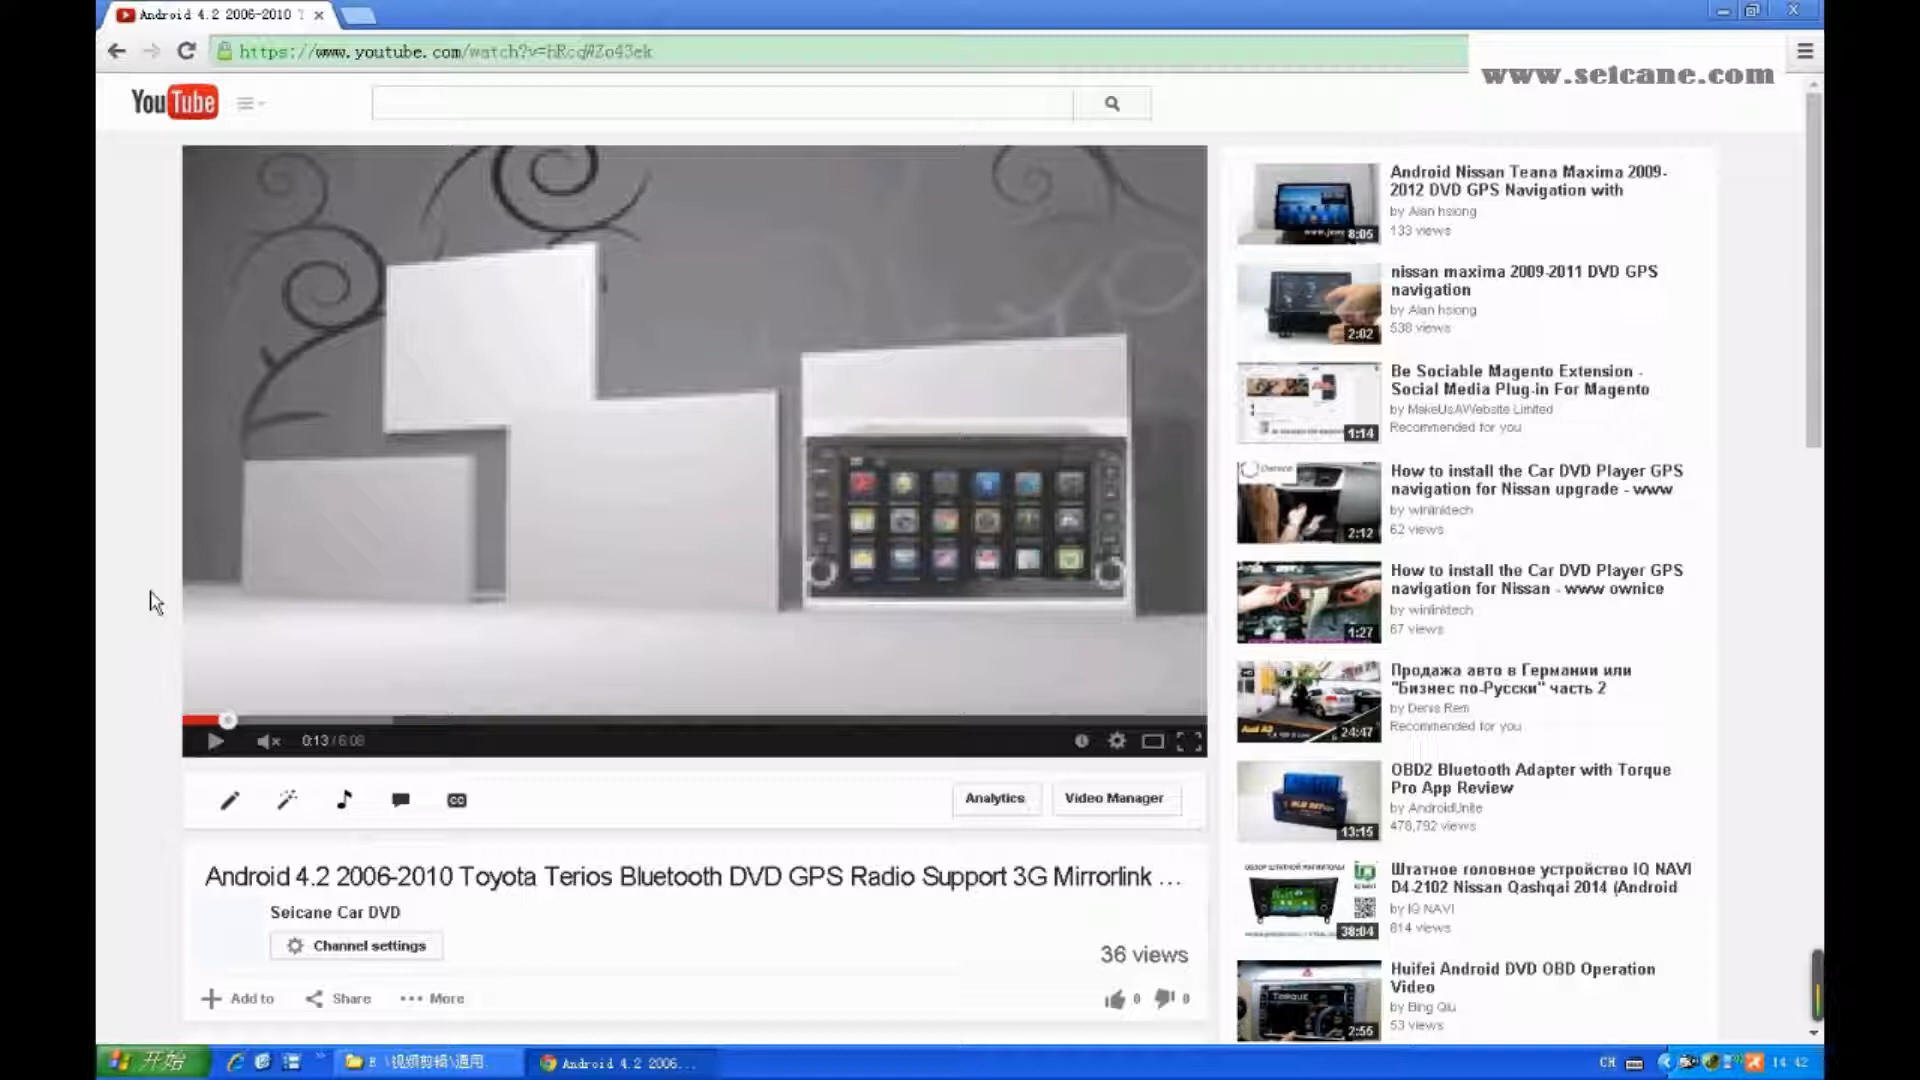 Android 4.2 2006-2010 T
https://www.youtube.com/watch?v=hRcqWZo43ek
www.seicane.com
YouTube
Android Nissan Teana Maxima 2009-
2012 DVD GPS Navigation with
by Alan hsiong
133 views
8:05
nissan maxima 2009-2011 DVD GPS
navigation
by Alan hsiong
538 views
2:02
Be Sociable Magento Extension -
Social Media Plug-in For Magento
by MakeUsAWebsite Limited
Recommended for you
1:14
How to install the Car DVD Player GPS
navigation for Nissan upgrade - www
by winlinktech
62 views
2:12
How to install the Car DVD Player GPS
navigation for Nissan - www ownice
by winlinktech
67 views
1:27
Продажа авто в Германии или
"Бизнес по-Русски" часть 2
by Denis Rem
Recommended for you
24:47
OBD2 Bluetooth Adapter with Torque
Pro App Review
by AndroidUnite
478,792 views
13:15
Штатное головное устройство IQ NAVI
D4-2102 Nissan Qashqai 2014 (Android
by IQ NAVI
814 views
38:04
Huifei Android DVD OBD Operation
Video
by Bing Qiu
53 views
2:56
0:13 / 6:08
CC
Analytics
Video Manager
Android 4.2 2006-2010 Toyota Terios Bluetooth DVD GPS Radio Support 3G Mirrorlink ...
Seicane Car DVD
Channel settings
36 views
Add to
Share
More
0
0
开始
E:\视频剪辑\通用
Android 4.2 2006...
CH
14:42